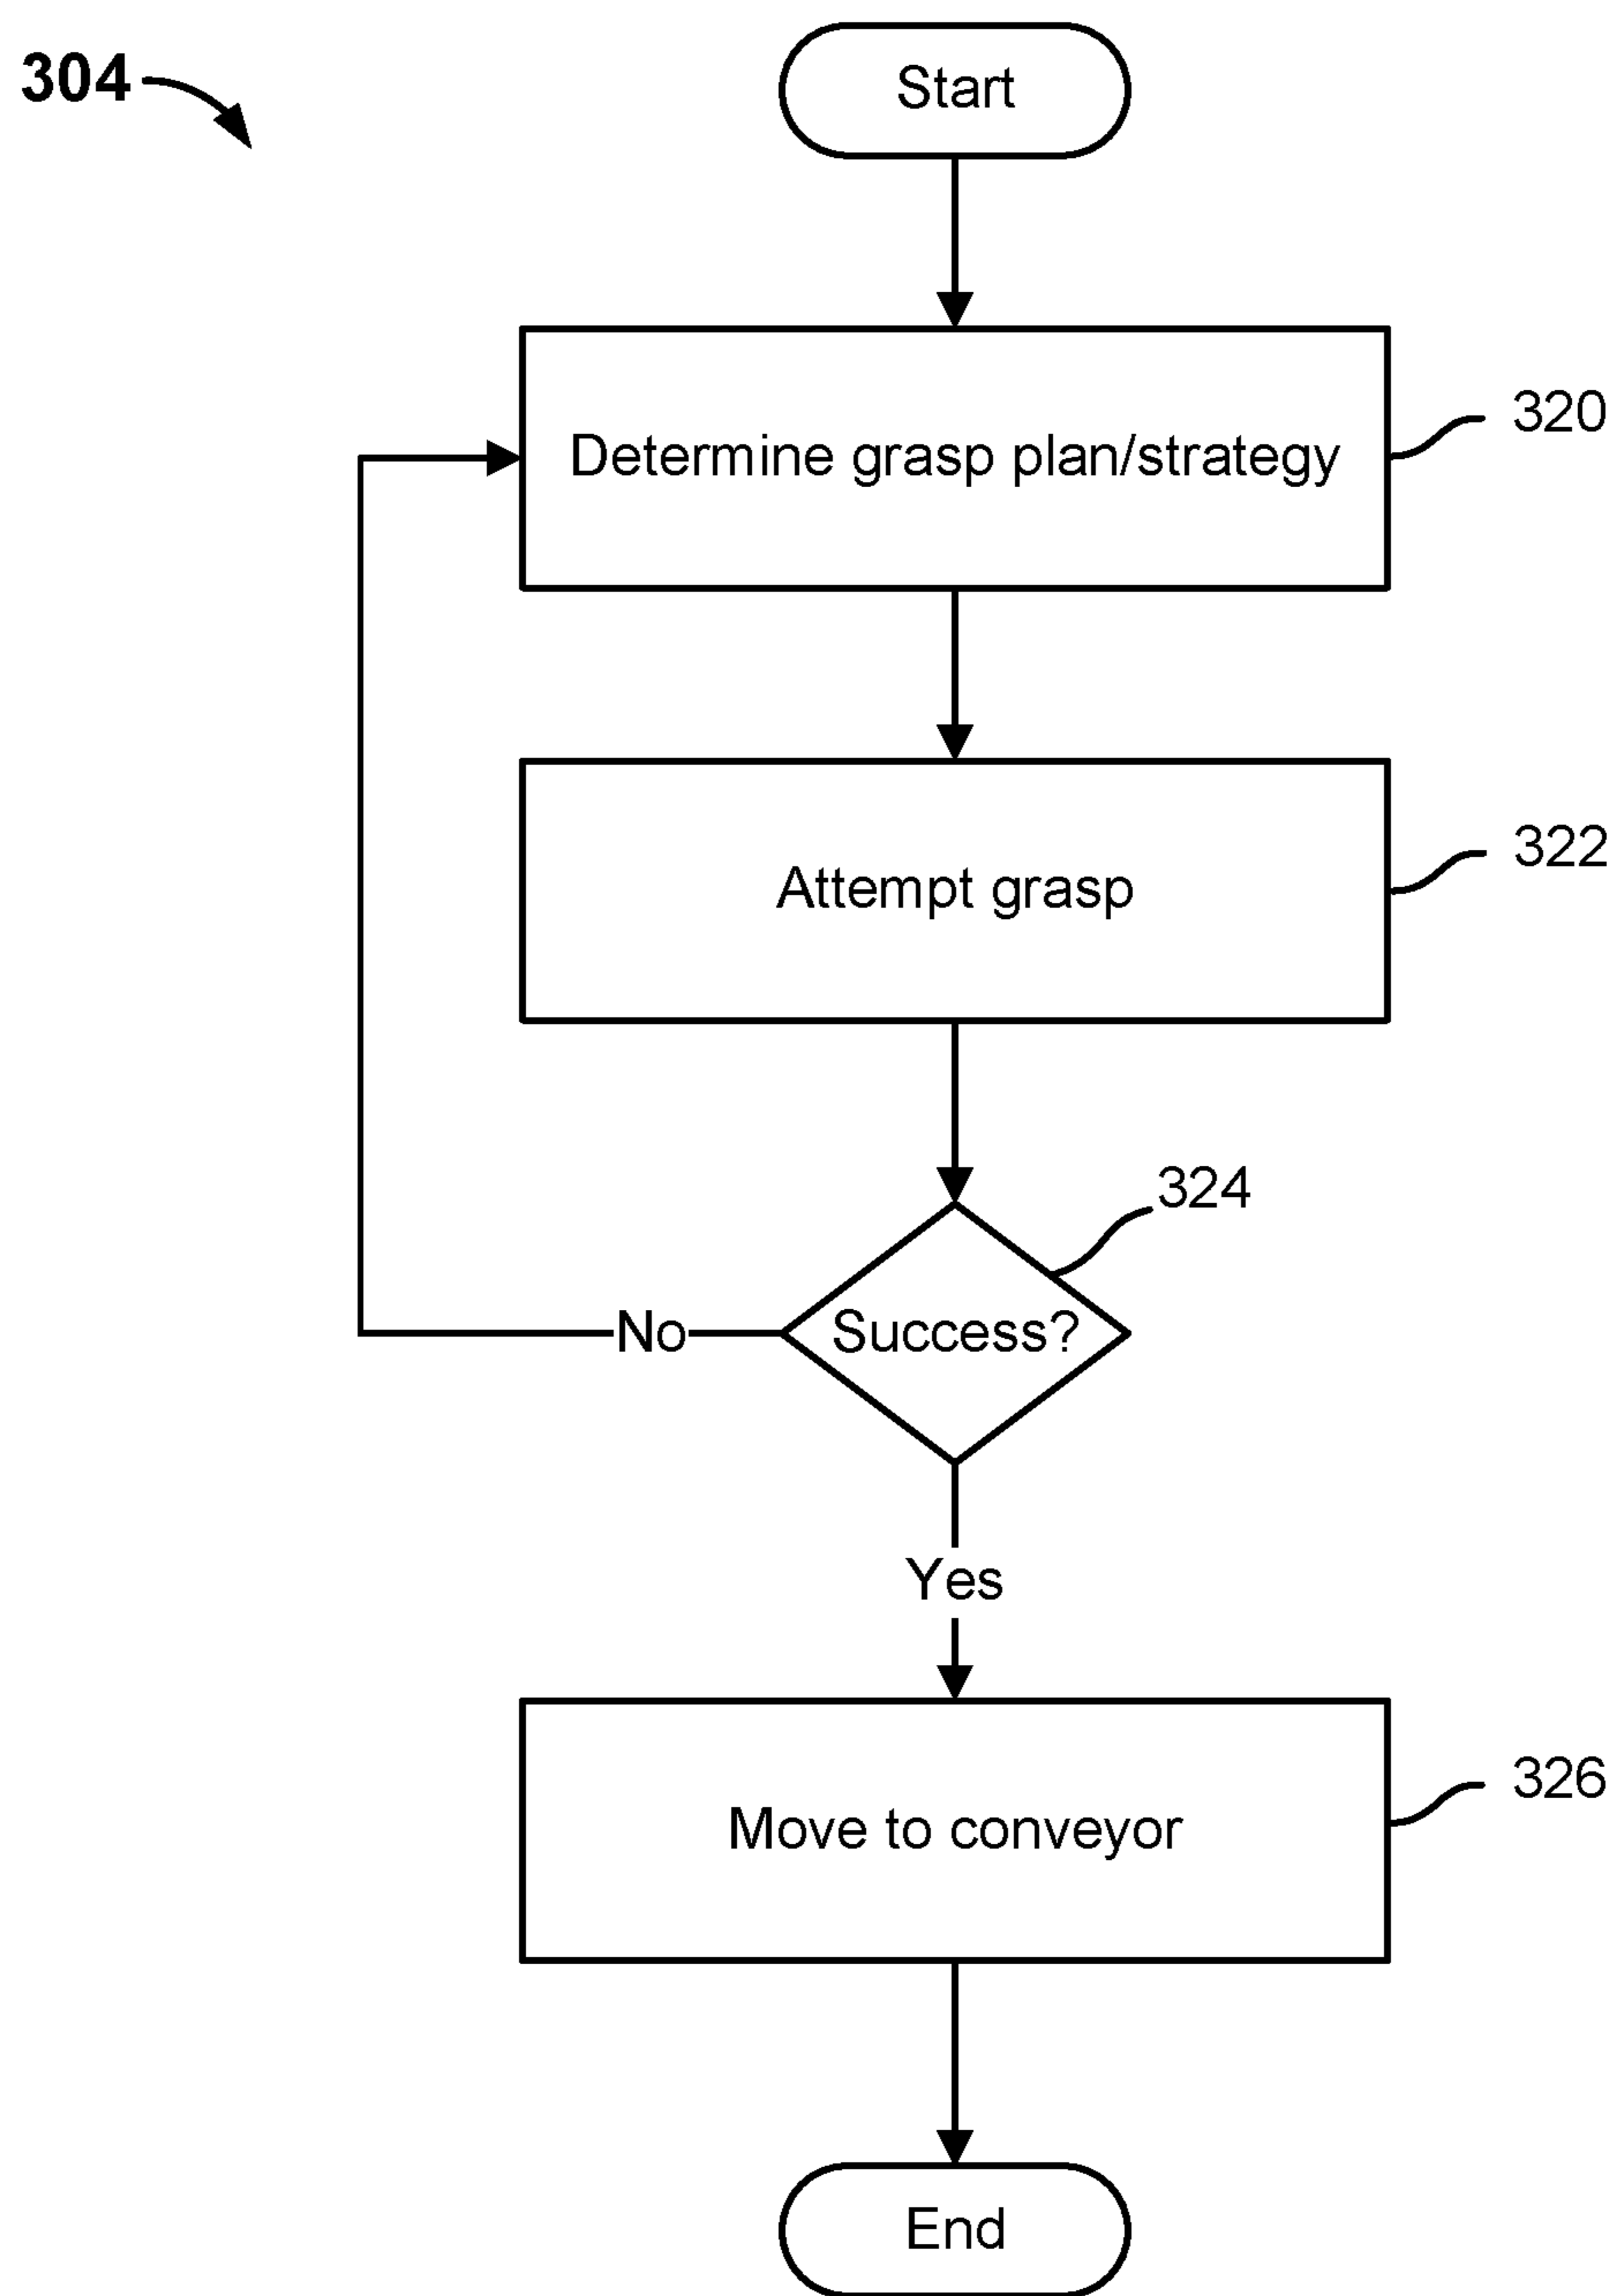 304
Start
Determine grasp plan/strategy
320
Attempt grasp
322
324
Success?
No
Yes
Move to conveyor
326
End